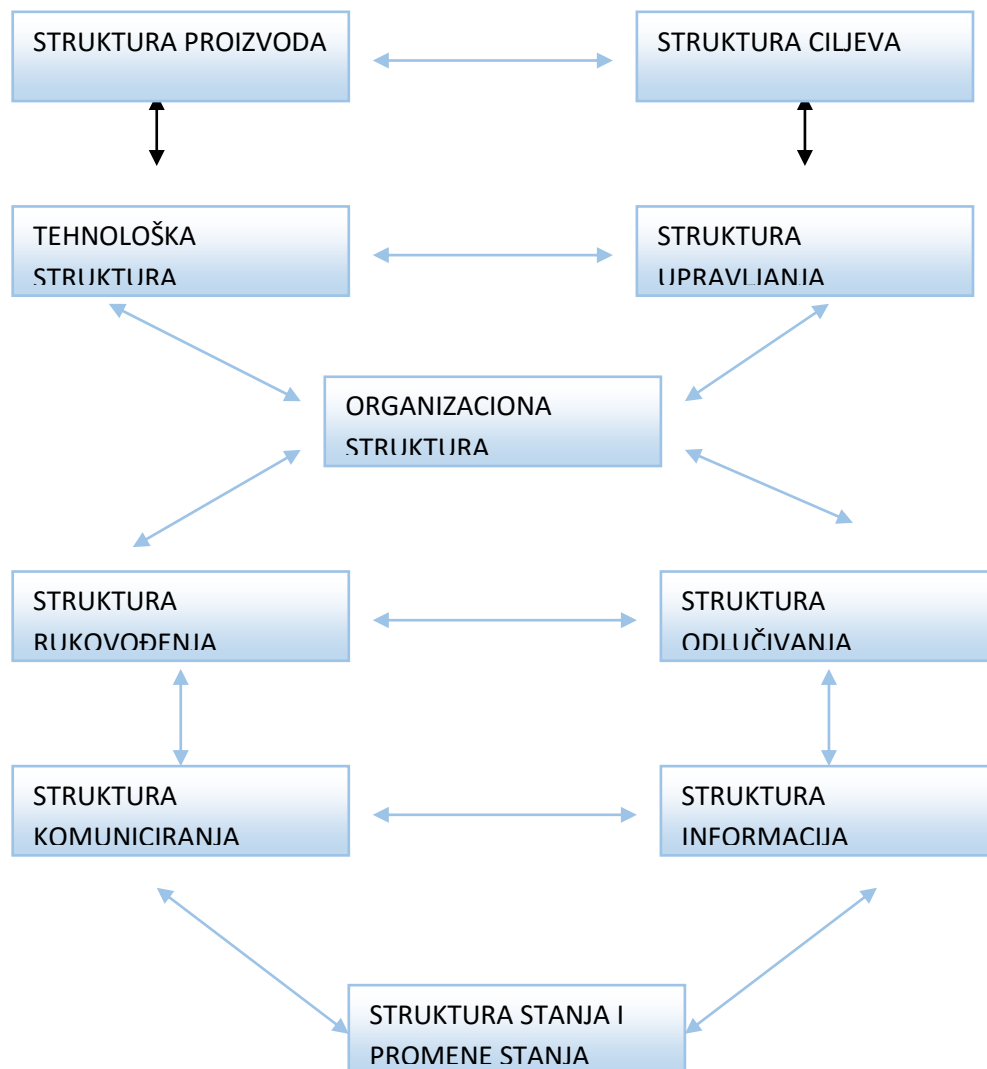 STRUKTURA PROIZVODA
STRUKTURA CILJEVA
TEHNOLOŠKA
STRUKTURA
STRUKTURA
UPRAVLJANJA
ORGANIZACIONA
STRUKTURA
STRUKTURA
RUKOVOĐENJA
STRUKTURA
ODLUČIVANJA
STRUKTURA
KOMUNICIRANJA
STRUKTURA
INFORMACIJA
STRUKTURA STANJA I
PROMENE STANJA